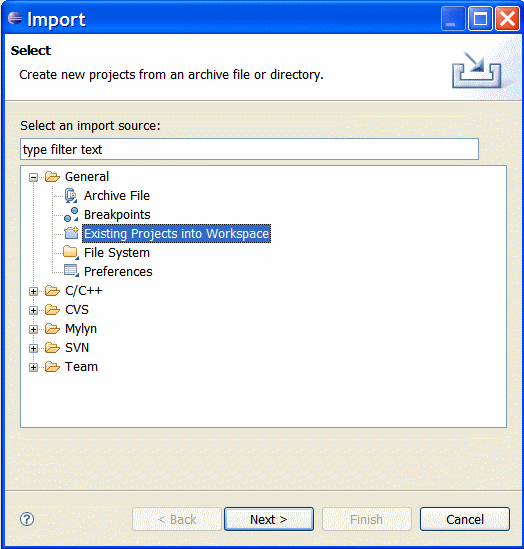 Import
Select
Create new projects from an archive file or directory.
Select an import source:
type filter text
General
Archive File
Breakpoints
Existing Projects into Workspace
File System
Preferences
C/C++
CVS
Mylyn
SVN
Team
? < Back Next > Finish Cancel